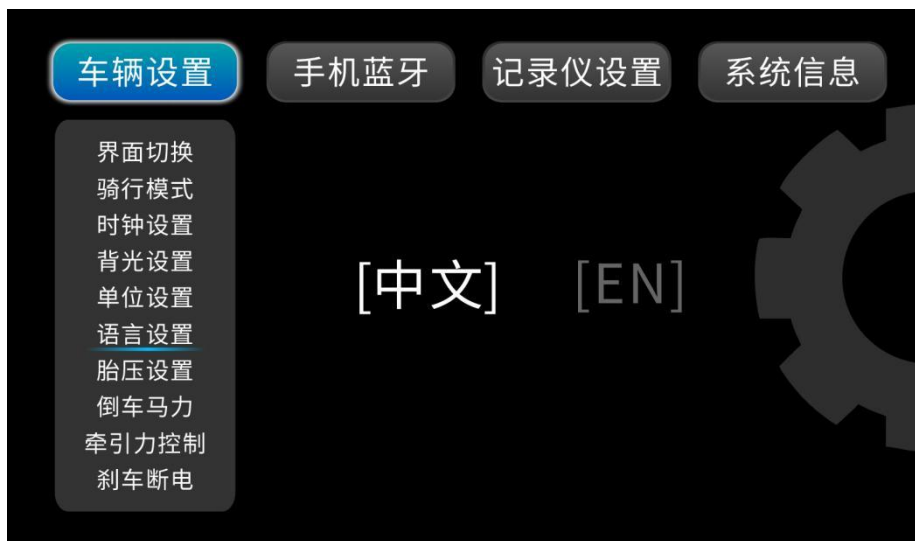 车辆设置 手机蓝牙 记录仪设置 系统信息
界面切换
骑行模式
时钟设置
背光设置
单位设置
语言设置
胎压设置
倒车马力
牵引力控制
刹车断电
[中文] [EN]